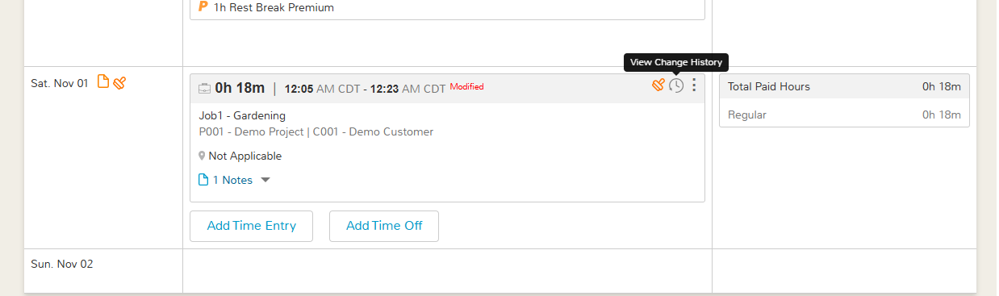 P 1h Rest Break Premium
View Change History
Sat. Nov 01
0h 18m | 12:05 AM CDT - 12:23 AM CDT Modified
Job1 - Gardening
P001 - Demo Project | C001 - Demo Customer
Not Applicable
1 Notes
Add Time Entry
Add Time Off
Total Paid Hours 0h 18m
Regular 0h 18m
Sun. Nov 02